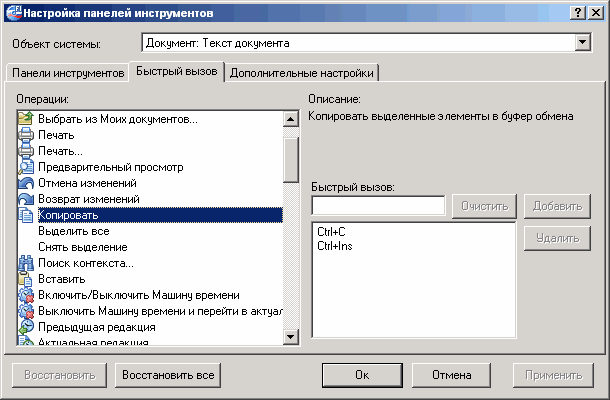 Настройка панелей инструментов
Объект системы: Документ: Текст документа
Панели инструментов Быстрый вызов Дополнительные настройки
Операции:
Выбрать из Моих документов...
Печать
Печать...
Предварительный просмотр
Отмена изменений
Возврат изменений
Копировать
Выделить все
Снять выделение
Поиск контекста...
Вставить
Включить/Выключить Машину времени
Выключить Машину времени и перейти в актуал
Предыдущая редакция
Актуальная редакция
Описание:
Копировать выделенные элементы в буфер обмена
Быстрый вызов:
Очистить Добавить
Ctrl+C
Ctrl+Ins
Удалить
Восстановить Восстановить все Ок Отмена Применить